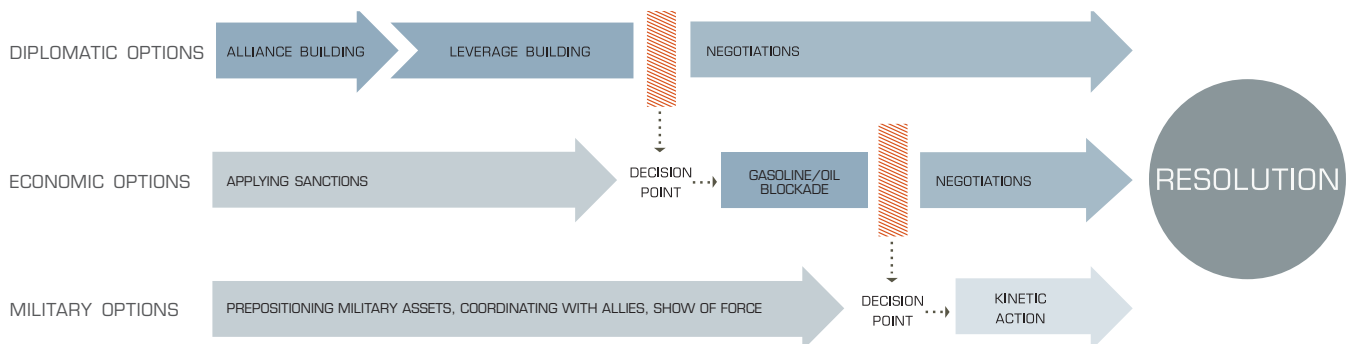 DIPLOMATIC OPTIONS
ALLIANCE BUILDING
LEVERAGE BUILDING
NEGOTIATIONS
ECONOMIC OPTIONS
APPLYING SANCTIONS
DECISION
POINT
GASOLINE/OIL
BLOCKADE
NEGOTIATIONS
RESOLUTION
MILITARY OPTIONS
PREPOSITIONING MILITARY ASSETS, COORDINATING WITH ALLIES, SHOW OF FORCE
DECISION
POINT
KINETIC
ACTION